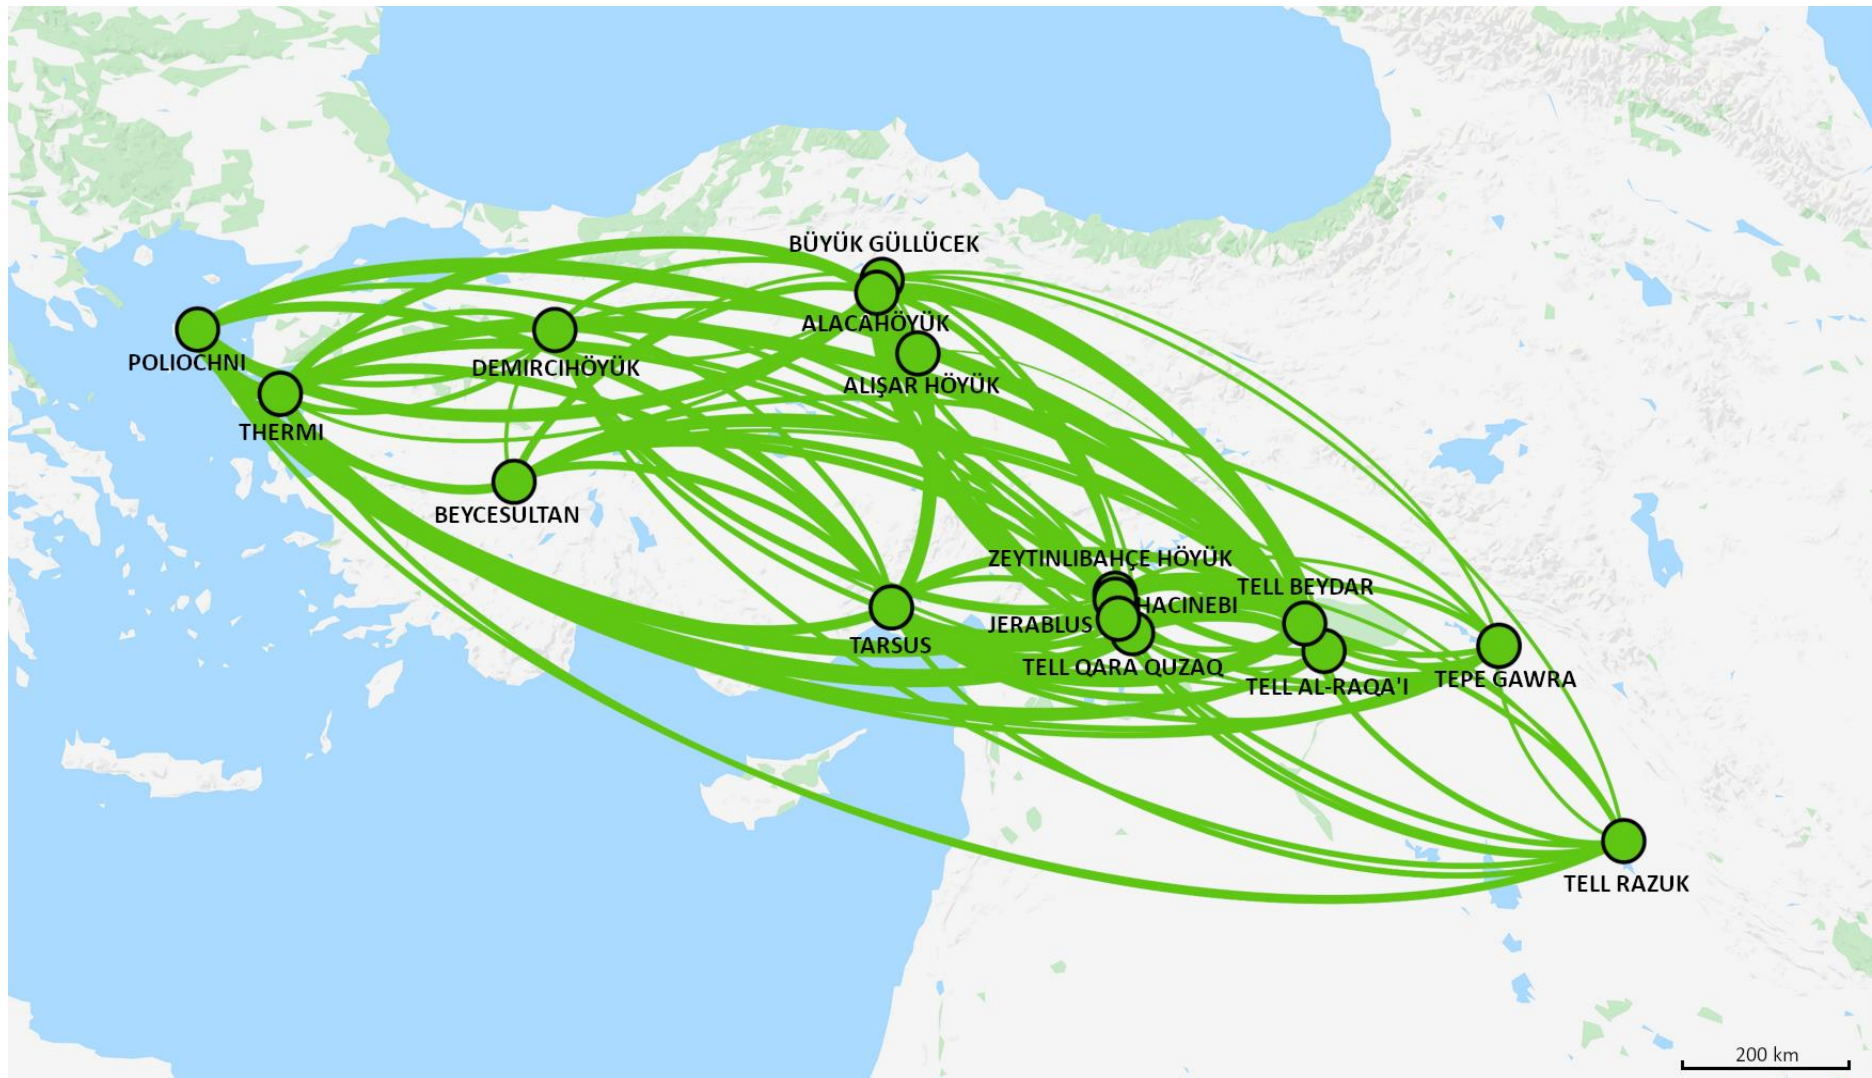 BÜYÜK GÜLLÜCEK
ALACAHÖYÜK
POLIOCHNI
DEMIRCIHÖYÜK
ALIŞAR HÖYÜK
THERMI
BEYCESULTAN
ZEYTINLIBAHÇE HÖYÜK
TELL BEYDAR
HACINEBI
JERABLUS
TARSUS
TELL QARA QUZAQ
TELL AL-RAQA'I
TEPE GAWRA
TELL RAZUK
200 km